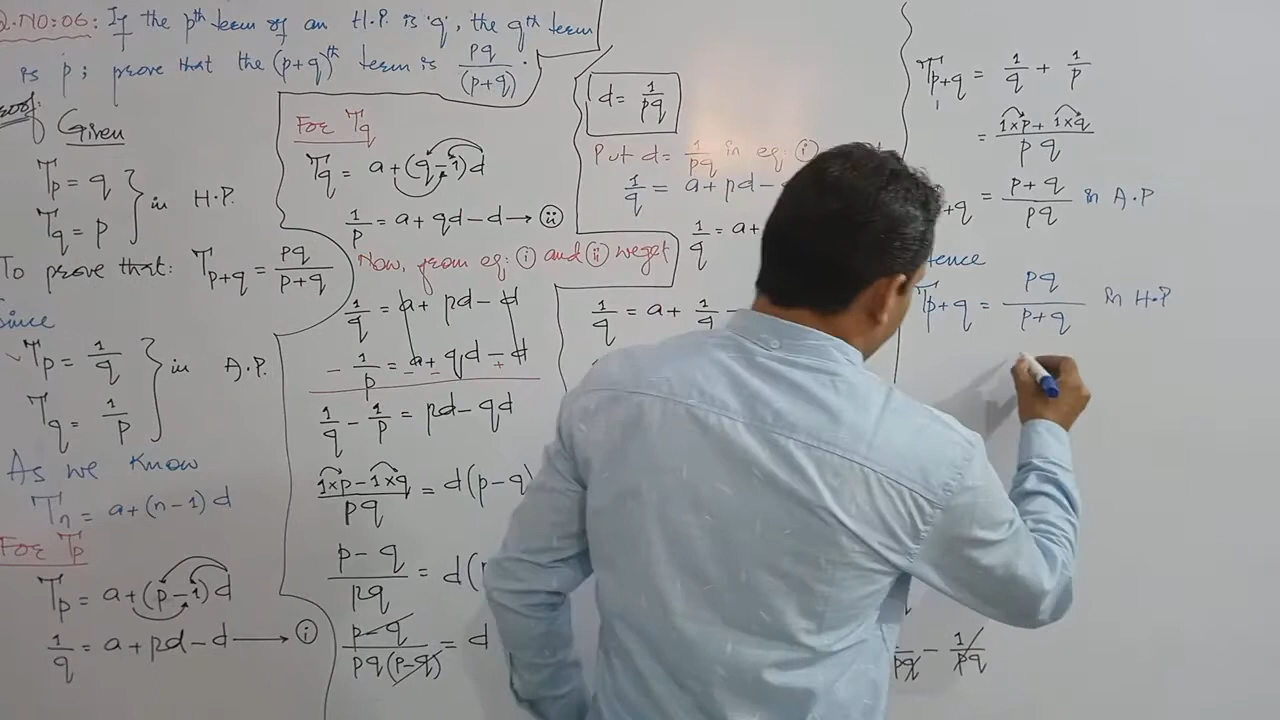 Q.NO:06: If the pth term of an H.P. is 'q', the qth term
is p; prove that the (p+q)th term is pq/(p+q).
Proof:
Given
Tp = q
Tq = p
} in H.P.
To prove that: Tp+q = pq/p+q
Since
Tp = 1/q
Tq = 1/p
} in A.P.
As we know
Tn = a+(n-1)d
For Tp
Tp = a+(p-1)d
1/q = a+pd-d → (i)
For Tq
Tq = a+(q-1)d
1/p = a+qd-d → (ii)
Now, from eq: (i) and (ii) we get
1/q = a+pd-d
-1/p = a+qd-d
- - +
1/q - 1/p = pd-qd
1×p-1×q/pq = d(p-q)
p-q/pq = d(
p-q/pq(p-q) = d
d = 1/pq
Put d = 1/pq in eq: (i)
1/q = a+pd-
1/q = a+
1/q = a+ 1/q -
pq - 1/pq
Tp+q = 1/q + 1/p
= 1×p+1×q/pq
+q = p+q/pq in A.P
Hence
Tp+q = pq/p+q in H.P